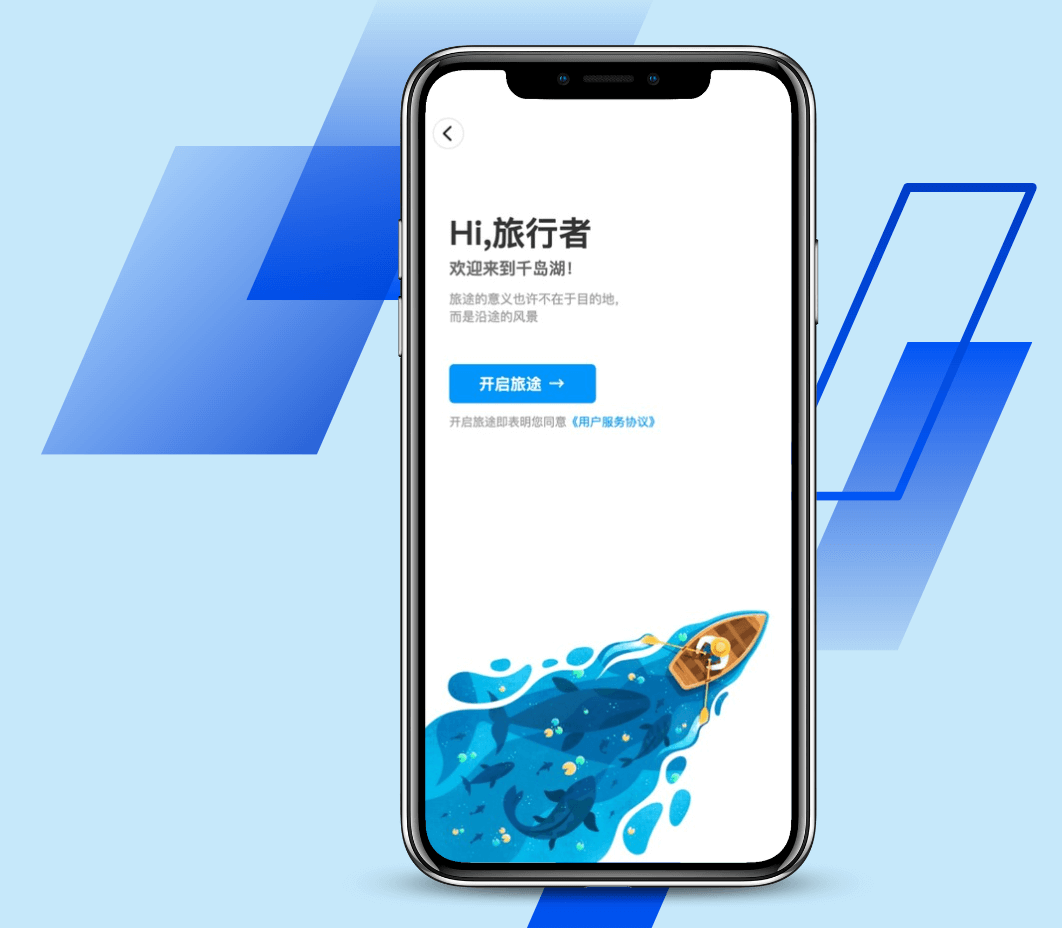 Hi,旅行者
欢迎来到千岛湖！
旅途的意义也许不在于目的地，
而是沿途的风景
开启旅途 →
开启旅途即表明您同意《用户服务协议》